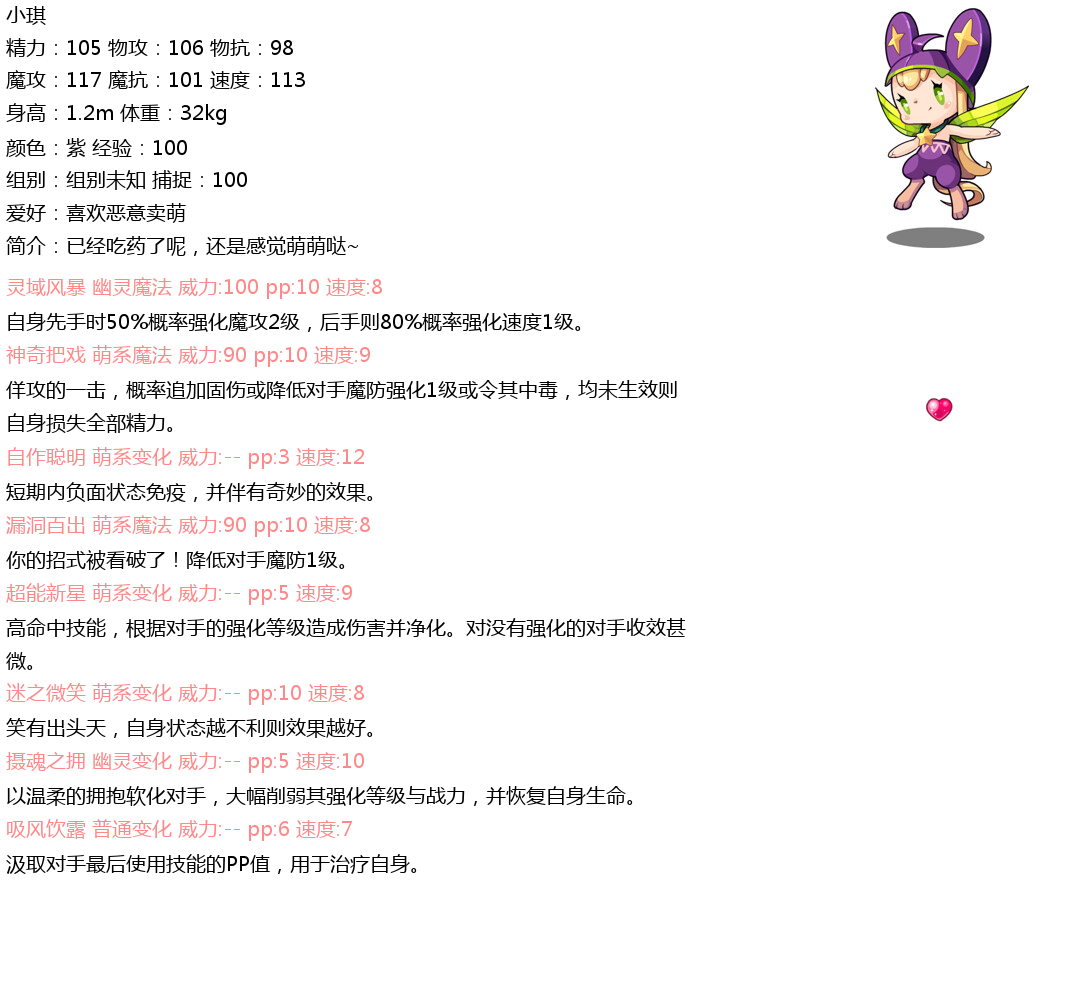 小琪
精力：105 物攻：106 物抗：98
魔攻：117 魔抗：101 速度：113
身高：1.2m 体重：32kg
颜色：紫 经验：100
组别：组别未知 捕捉：100
爱好：喜欢恶意卖萌
简介：已经吃药了呢，还是感觉萌萌哒~
灵域风暴 幽灵魔法 威力:100 pp:10 速度:8
自身先手时50%概率强化魔攻2级，后手则80%概率强化速度1级。
神奇把戏 萌系魔法 威力:90 pp:10 速度:9
佯攻的一击，概率追加固伤或降低对手魔防强化1级或令其中毒，均未生效则
自身损失全部精力。
自作聪明 萌系变化 威力:-- pp:3 速度:12
短期内负面状态免疫，并伴有奇妙的效果。
漏洞百出 萌系魔法 威力:90 pp:10 速度:8
你的招式被看破了！降低对手魔防1级。
超能新星 萌系变化 威力:-- pp:5 速度:9
高命中技能，根据对手的强化等级造成伤害并净化。对没有强化的对手收效甚
微。
迷之微笑 萌系变化 威力:-- pp:10 速度:8
笑有出头天，自身状态越不利则效果越好。
摄魂之拥 幽灵变化 威力:-- pp:5 速度:10
以温柔的拥抱软化对手，大幅削弱其强化等级与战力，并恢复自身生命。
吸风饮露 普通变化 威力:-- pp:6 速度:7
汲取对手最后使用技能的PP值，用于治疗自身。